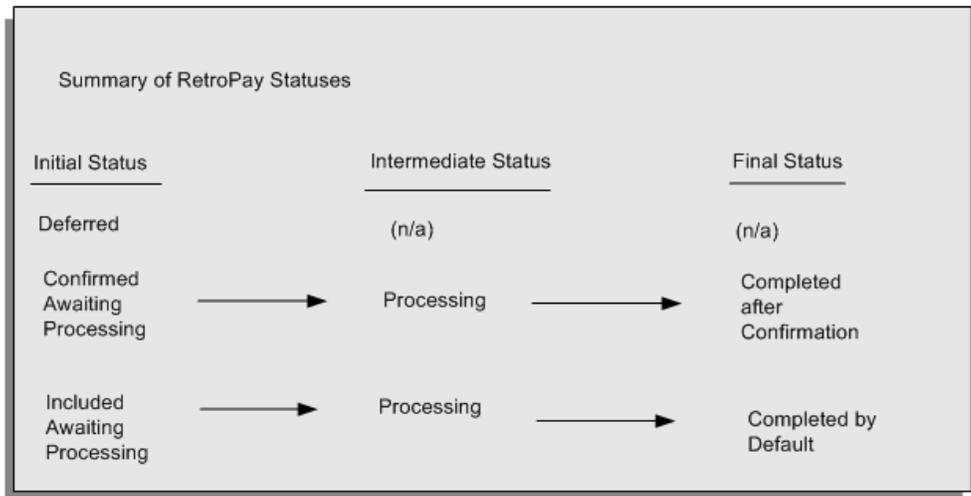 Summary of RetroPay Statuses
Initial Status
Intermediate Status
Final Status
Deferred
(n/a)
(n/a)
Confirmed
Awaiting
Processing
Processing
Completed
after
Confirmation
Included
Awaiting
Processing
Processing
Completed by
Default